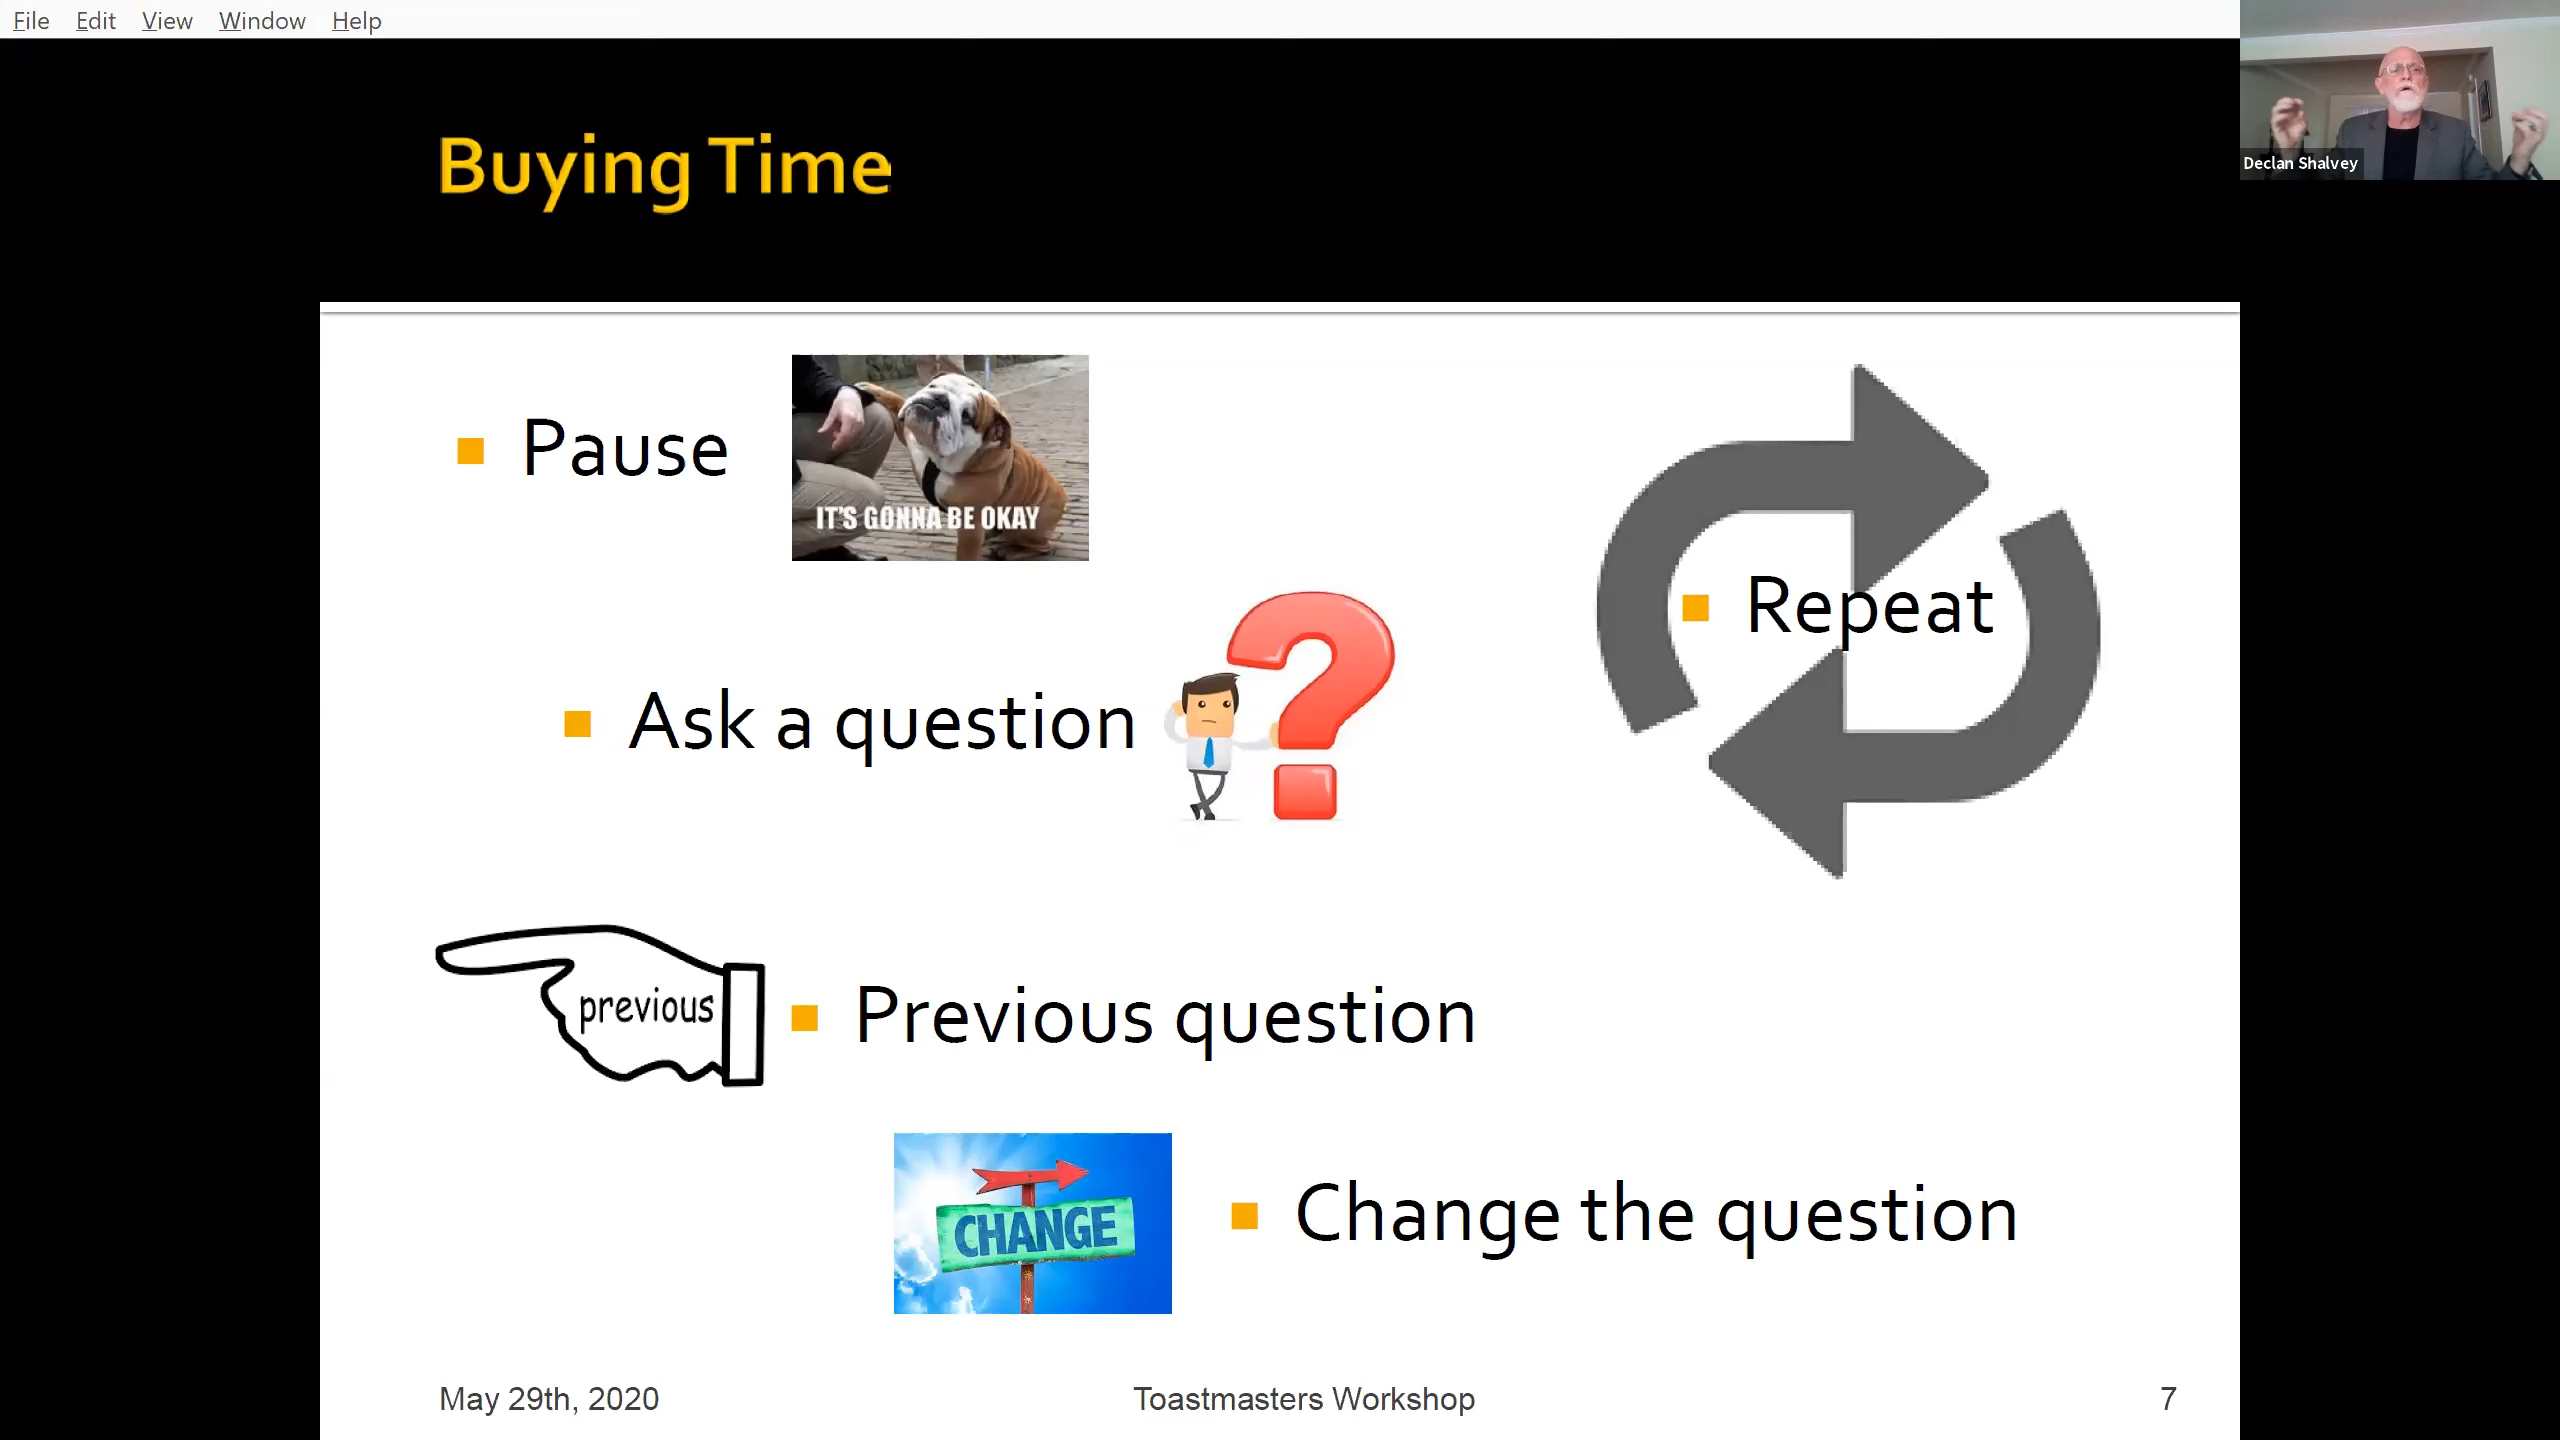 File Edit View Window Help
Declan Shalvey
Buying Time
Pause
IT'S GONNA BE OKAY
Repeat
Ask a question
previous
Previous question
CHANGE
Change the question
May 29th, 2020
Toastmasters Workshop
7